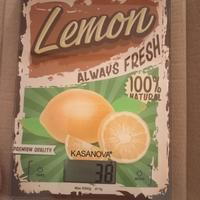 Lemon
ALWAYS FRESH
100%
NATURAL
PREMIUM QUALITY
KASANOVA®
38